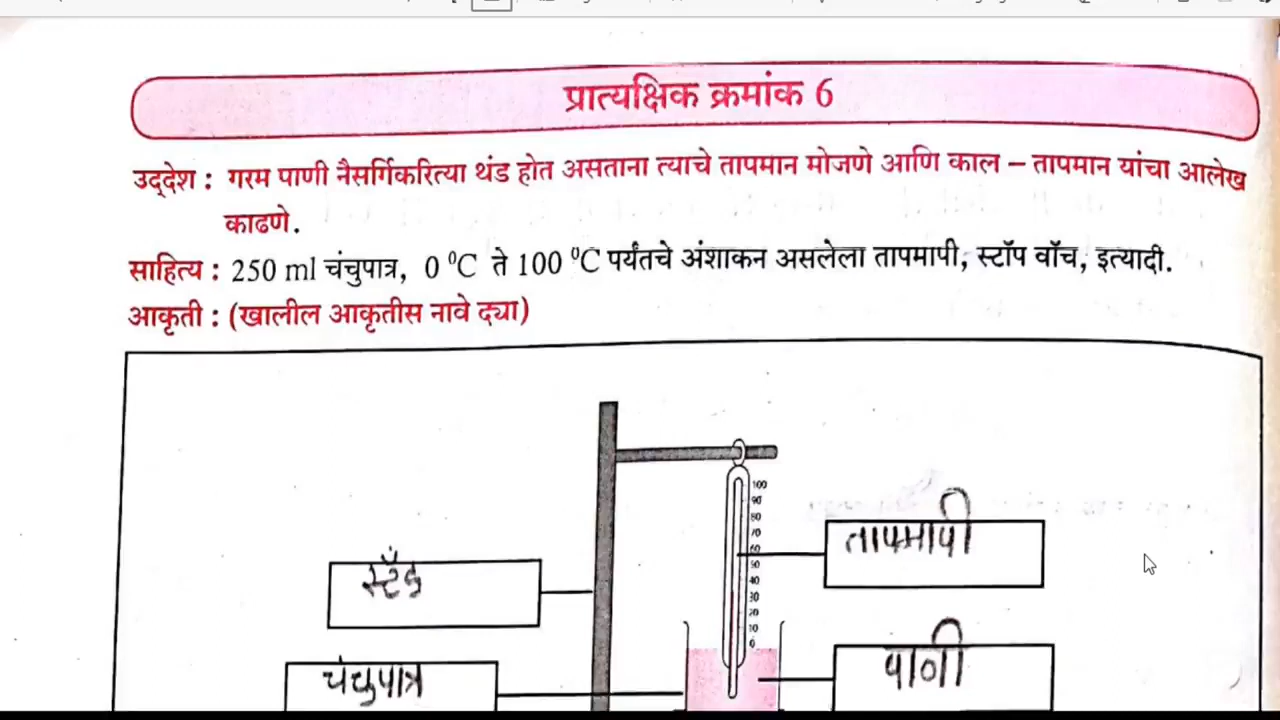 प्रात्यक्षिक क्रमांक 6
उद्‌देश : गरम पाणी नैसर्गिकरित्या थंड होत असताना त्याचे तापमान मोजणे आणि काल – तापमान यांचा आलेख
काढणे.
साहित्य : 250 ml चंचुपात्र, 0 ⁰C ते 100 ⁰C पर्यंतचे अंशाकन असलेला तापमापी, स्टॉप वॉच, इत्यादी.
आकृती : (खालील आकृतीस नावे द्या)
100
90
80
70
60
50
40
30
20
10
0
तापमापी
स्टँड
चंचुपात्र
पाणी